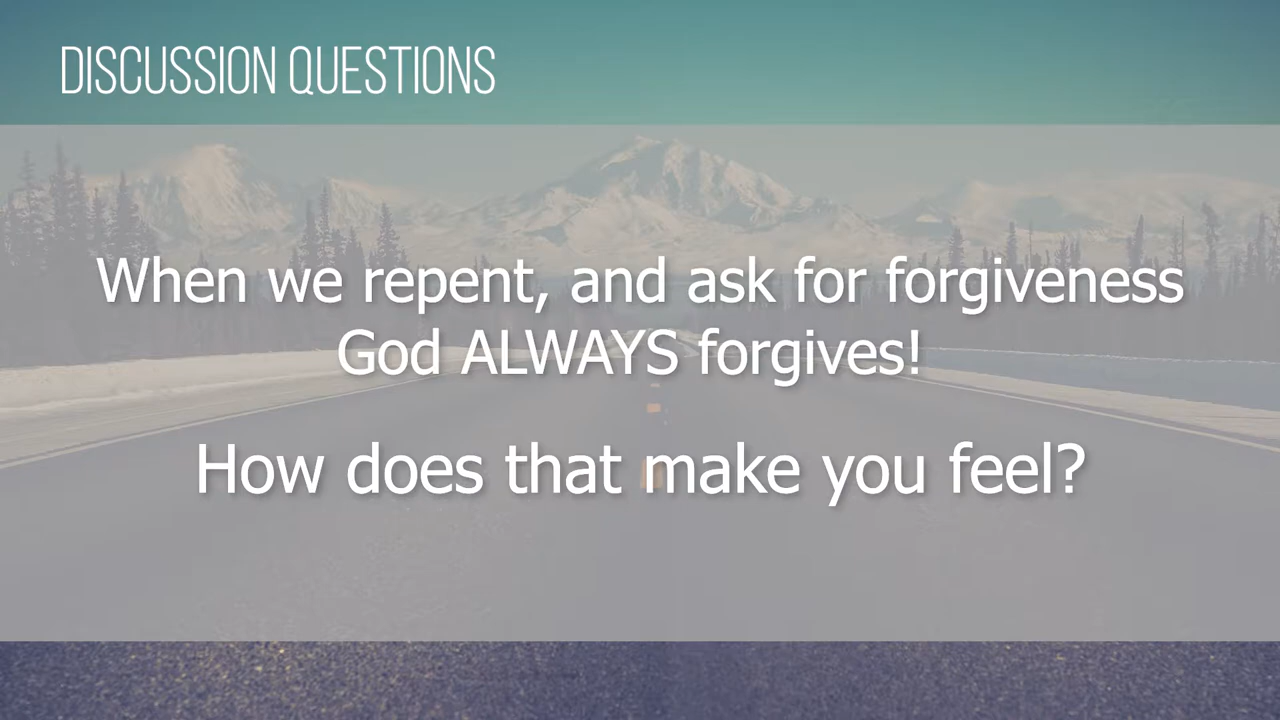 DISCUSSION QUESTIONS
When we repent, and ask for forgiveness
God ALWAYS forgives!
How does that make you feel?